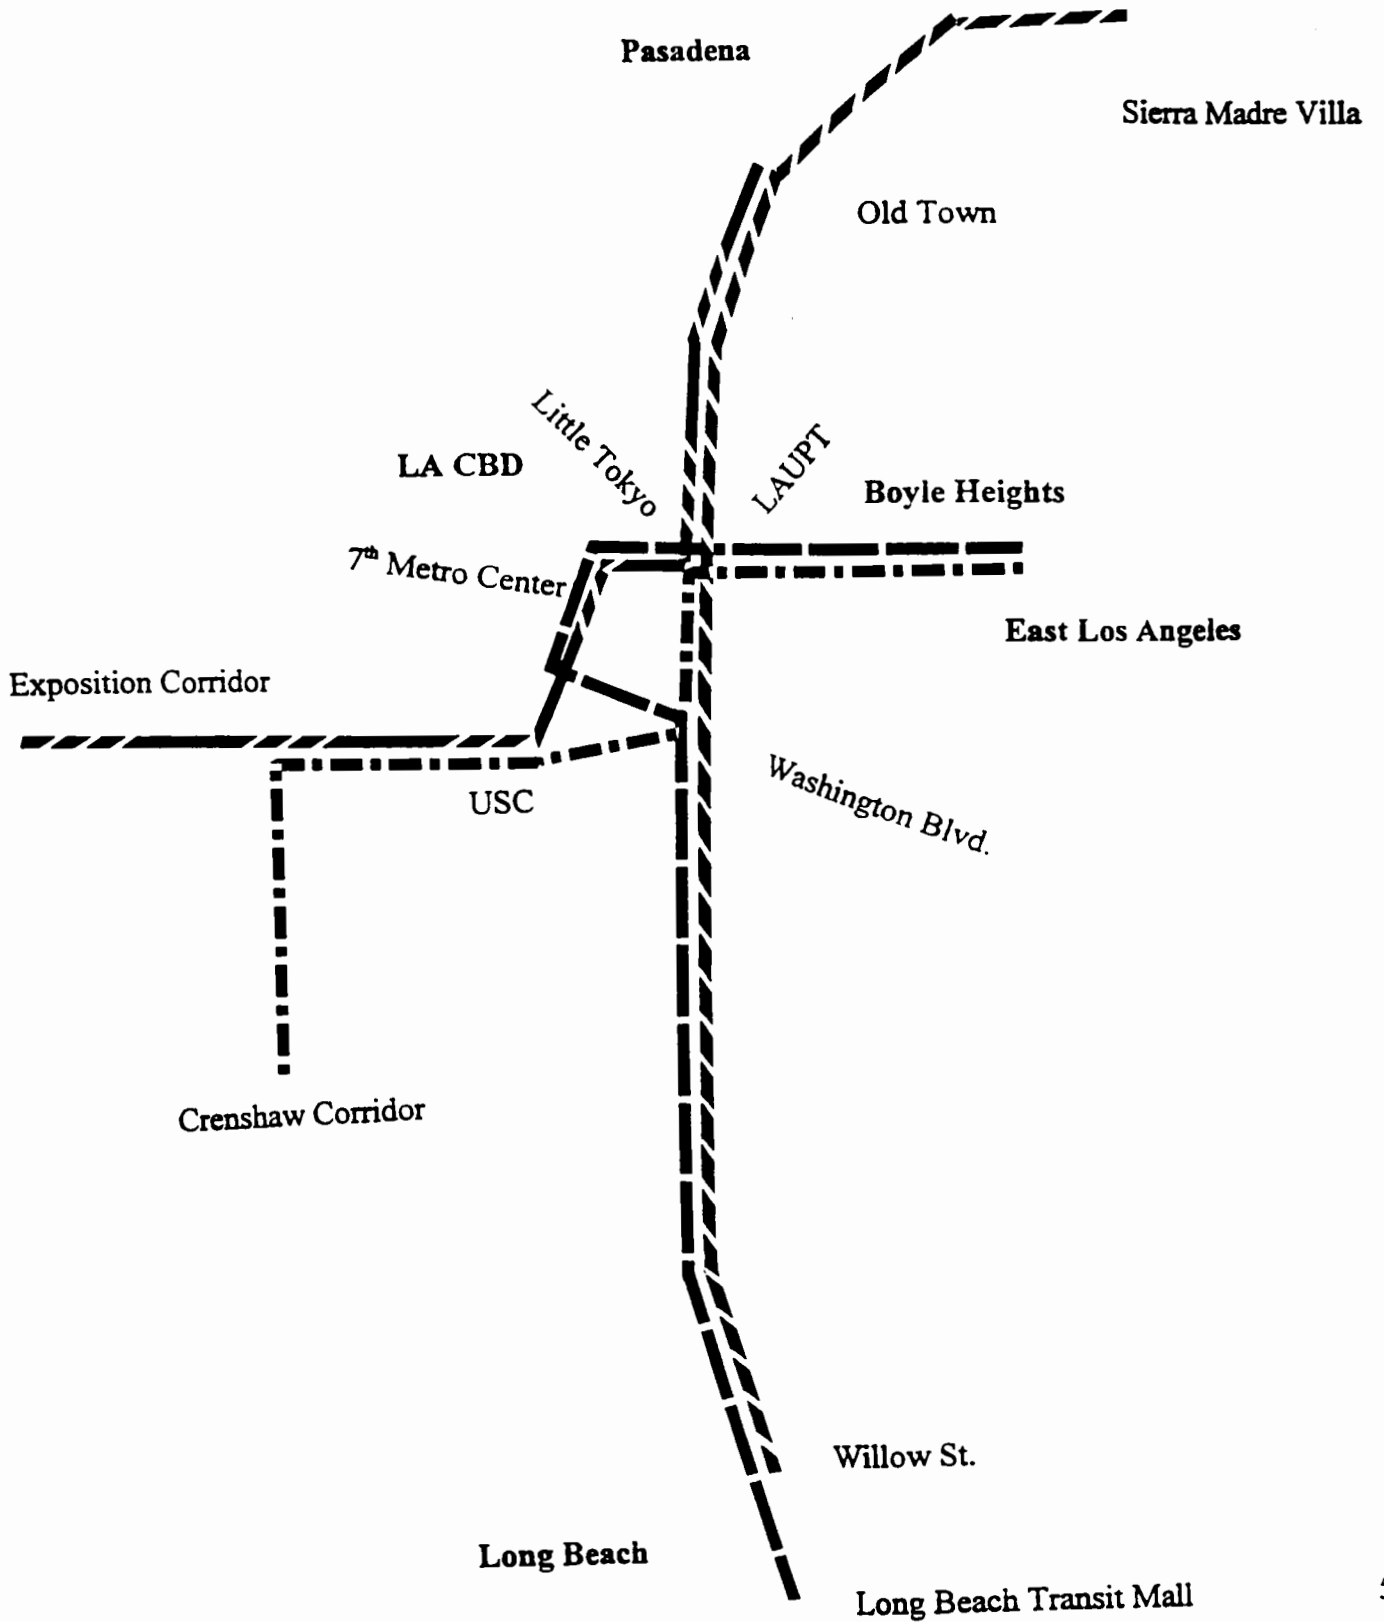 Pasadena
Sierra Madre Villa
Old Town
Little Tokyo
LAUPT
LA CBD
Boyle Heights
7th Metro Center
East Los Angeles
Exposition Corridor
Washington Blvd.
USC
Crenshaw Corridor
Willow St.
Long Beach
Long Beach Transit Mall